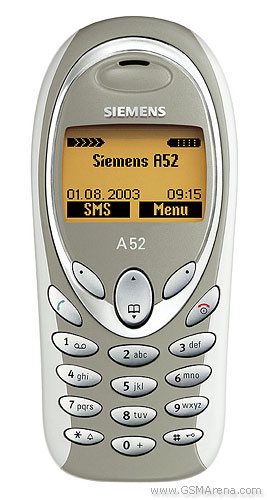 SIEMENS
Siemens A52
01.08.2003 09:15
SMS Menu
A52
1 2 abc 3 def
4 ghi 5 jkl 6 mno
7 pqrs 8 tuv 9 wxyz
* 0 + #
www.GSMArena.com